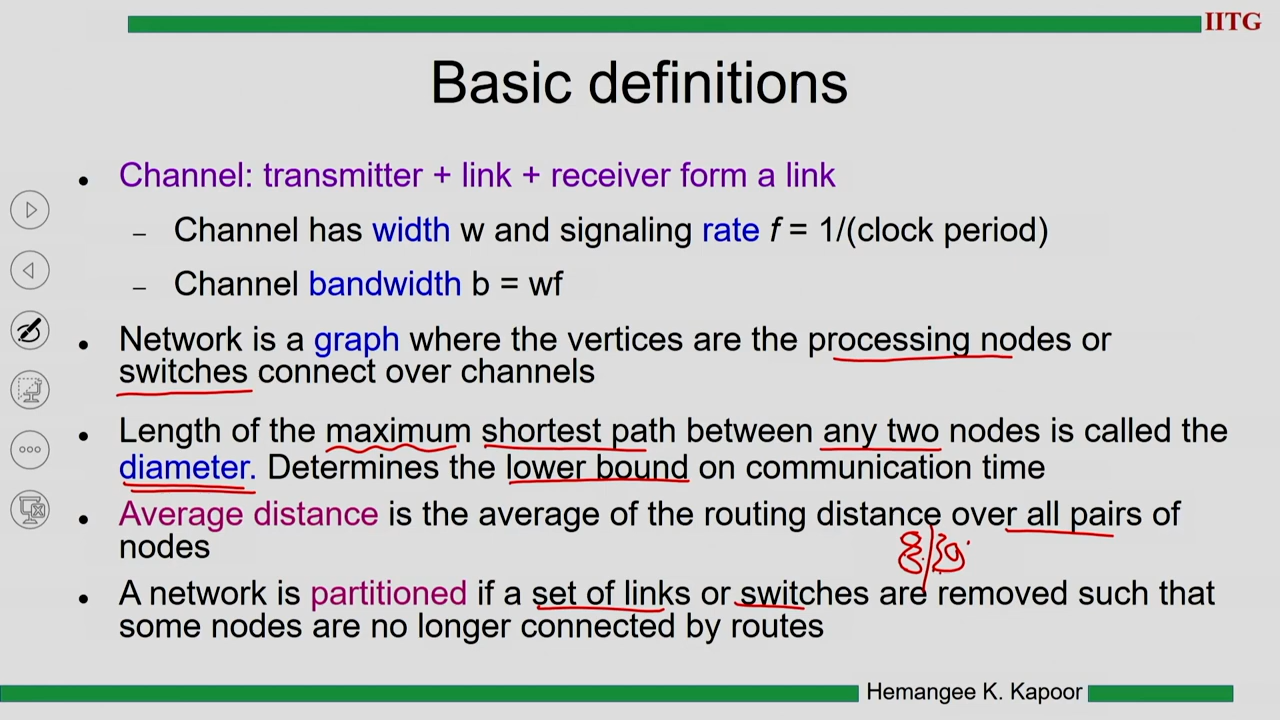 IITG
Basic definitions
• Channel: transmitter + link + receiver form a link
– Channel has width w and signaling rate f = 1/(clock period)
– Channel bandwidth b = wf
• Network is a graph where the vertices are the processing nodes or
switches connect over channels
• Length of the maximum shortest path between any two nodes is called the
diameter. Determines the lower bound on communication time
• Average distance is the average of the routing distance over all pairs of
nodes
• A network is partitioned if a set of links or switches are removed such that
some nodes are no longer connected by routes
Hemangee K. Kapoor